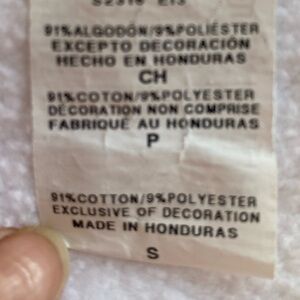 91%ALGODÓN/9%POLIÉSTER
EXCEPTO DECORACIÓN
HECHO EN HONDURAS
CH
91%COTON/9%POLYESTER
DÉCORATION NON COMPRISE
FABRIQUÉ AU HONDURAS
P
91%COTTON/9%POLYESTER
EXCLUSIVE OF DECORATION
MADE IN HONDURAS
S